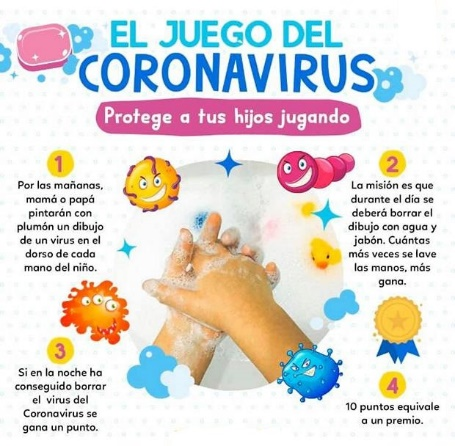 EL JUEGO DEL
CORONAVIRUS
Protege a tus hijos jugando
1
Por las mañanas,
mamá o papá
pintarán con
plumón un dibujo
de un virus en el
dorso de cada
mano del niño.
2
La misión es que
durante el día se
deberá borrar el
dibujo con agua y
jabón. Cuántas
más veces se lave
las manos, más
gana.
3
Si en la noche ha
conseguido borrar
el virus del
Coronavirus se
gana un punto.
4
10 puntos equivale
a un premio.